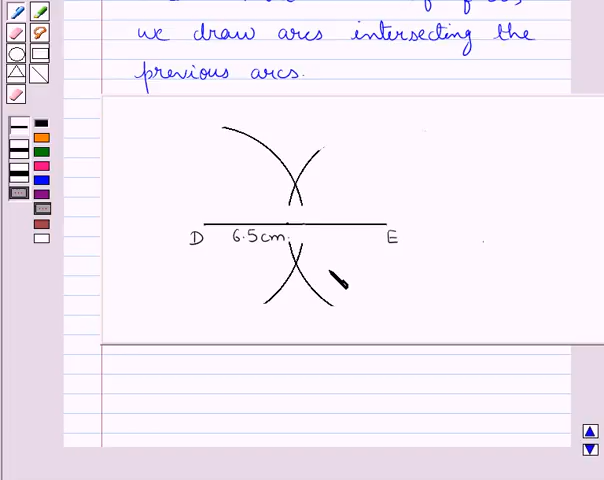 we draw arcs intersecting the
previous arcs.
D 6.5cm. E